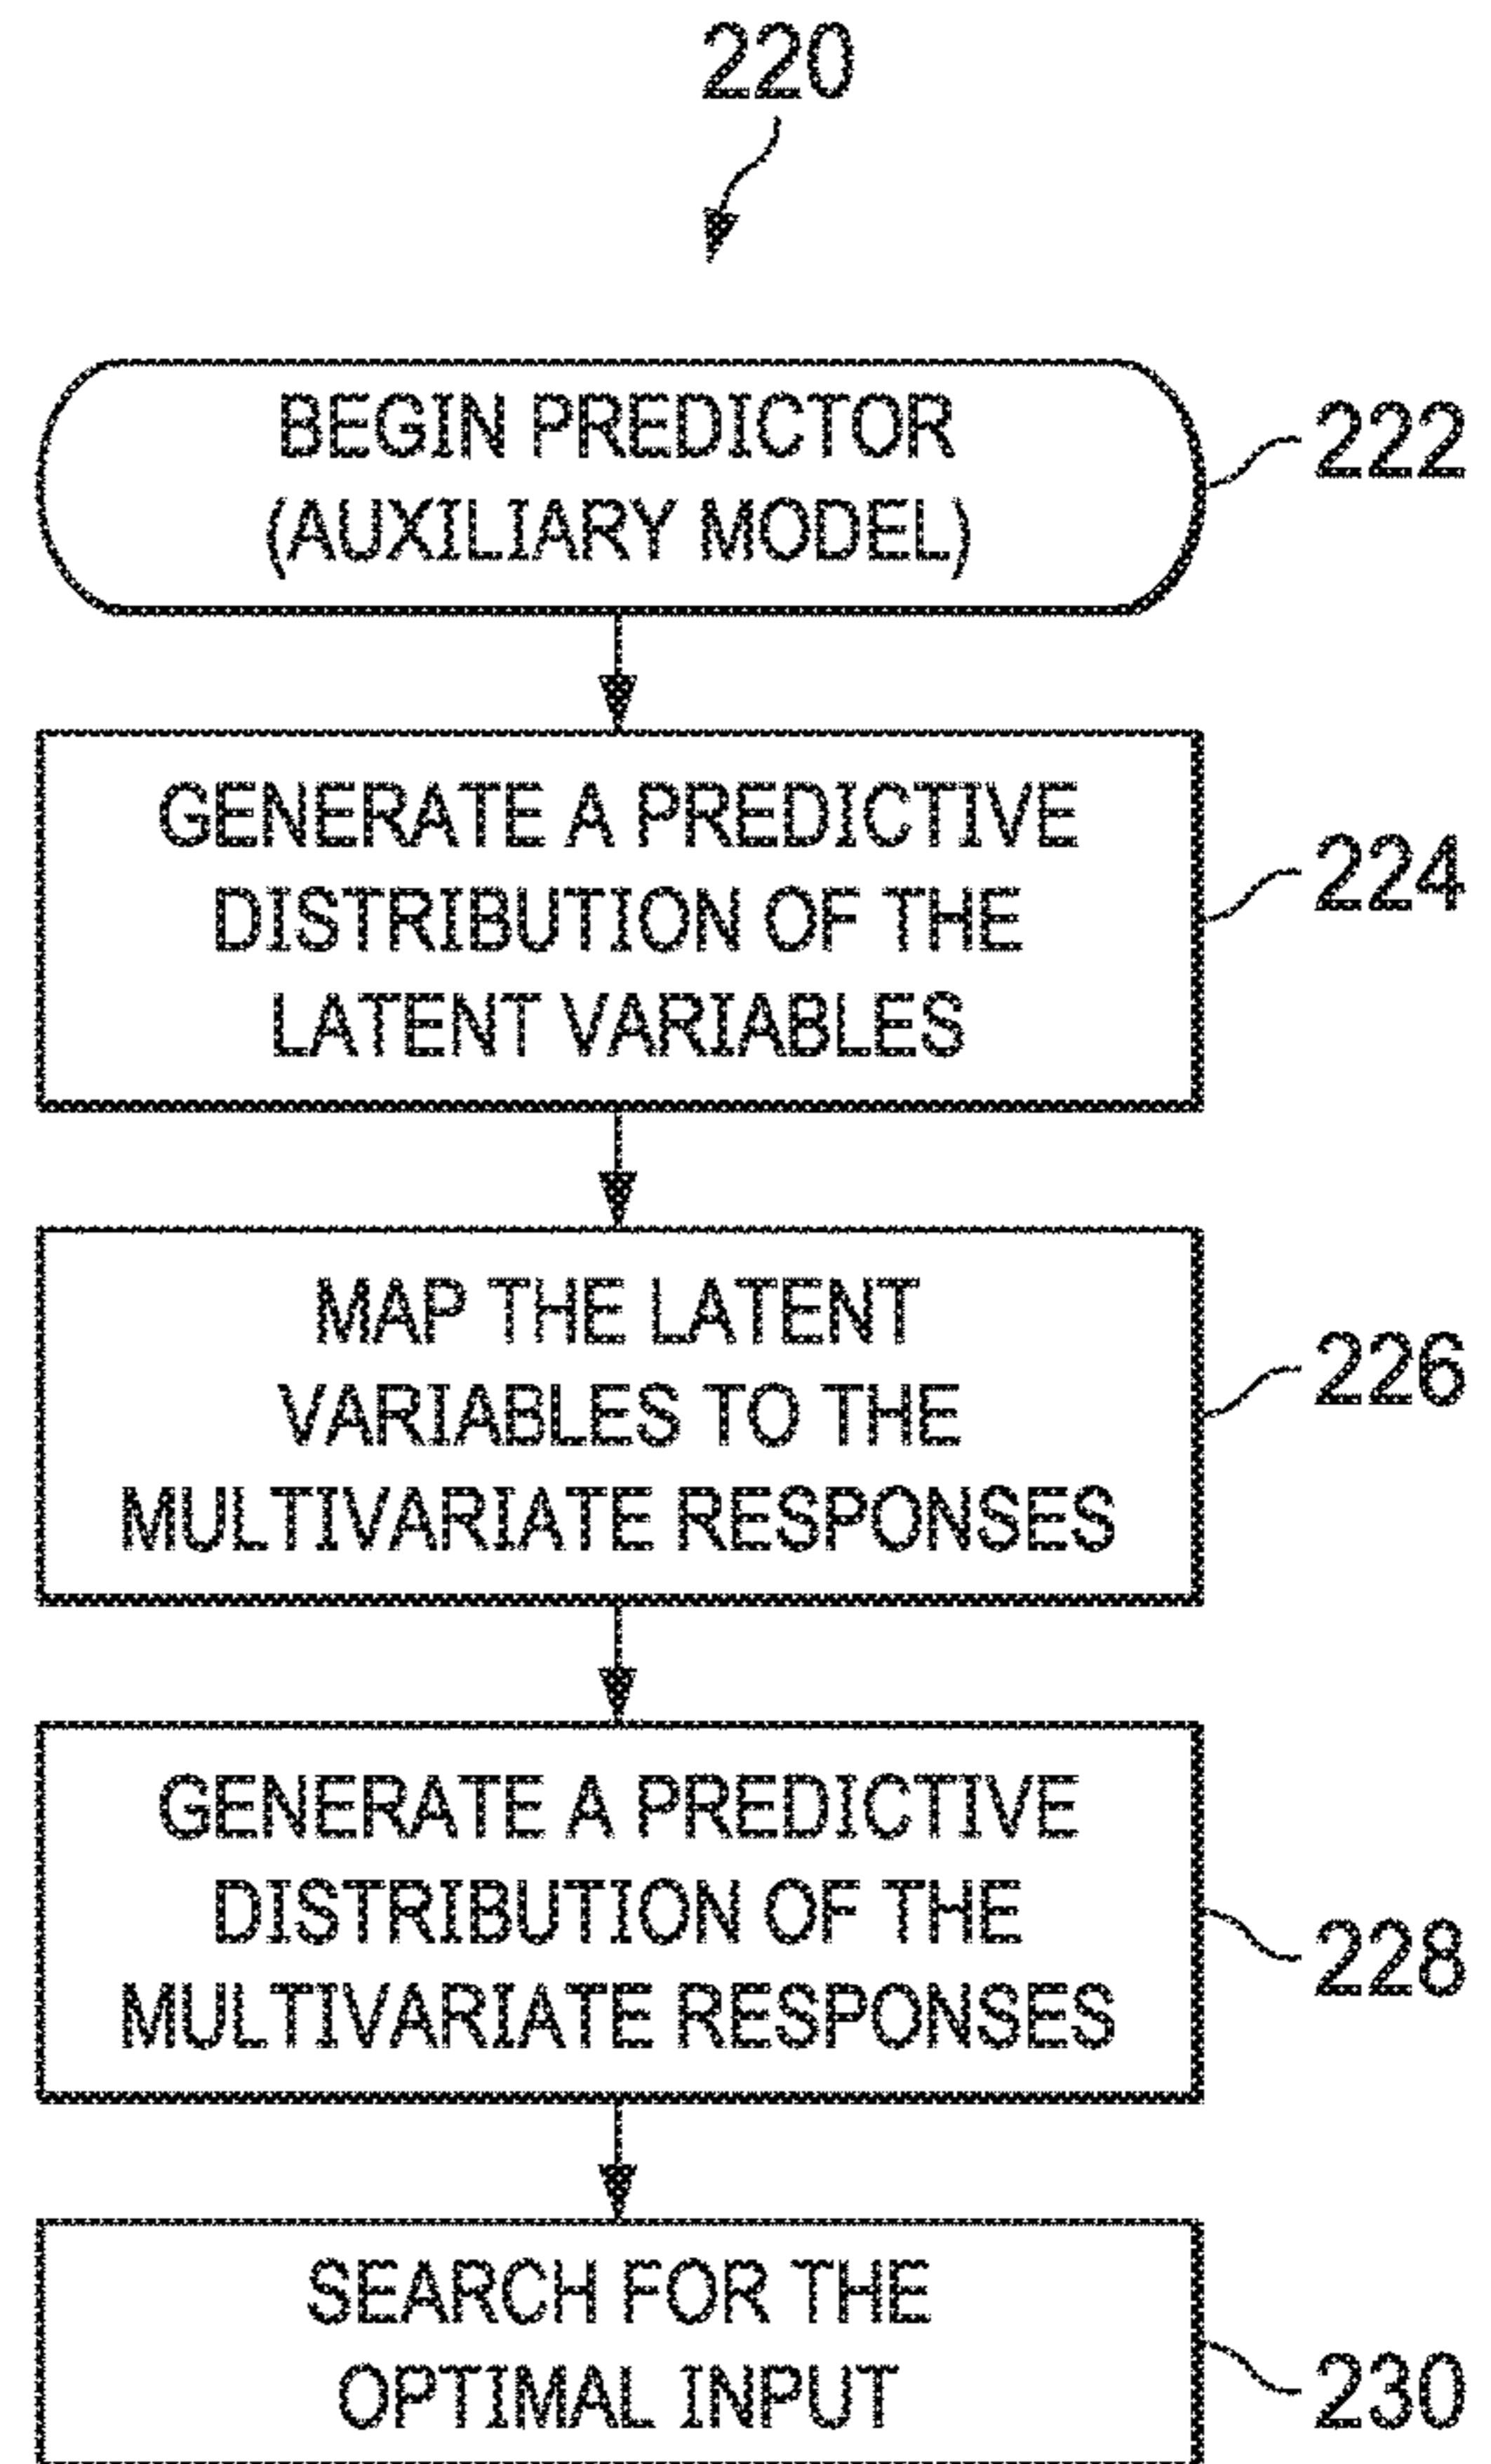 220
BEGIN PREDICTOR
(AUXILIARY MODEL)
222
GENERATE A PREDICTIVE
DISTRIBUTION OF THE
LATENT VARIABLES
224
MAP THE LATENT
VARIABLES TO THE
MULTIVARIATE RESPONSES
226
GENERATE A PREDICTIVE
DISTRIBUTION OF THE
MULTIVARIATE RESPONSES
228
SEARCH FOR THE
OPTIMAL INPUT
230